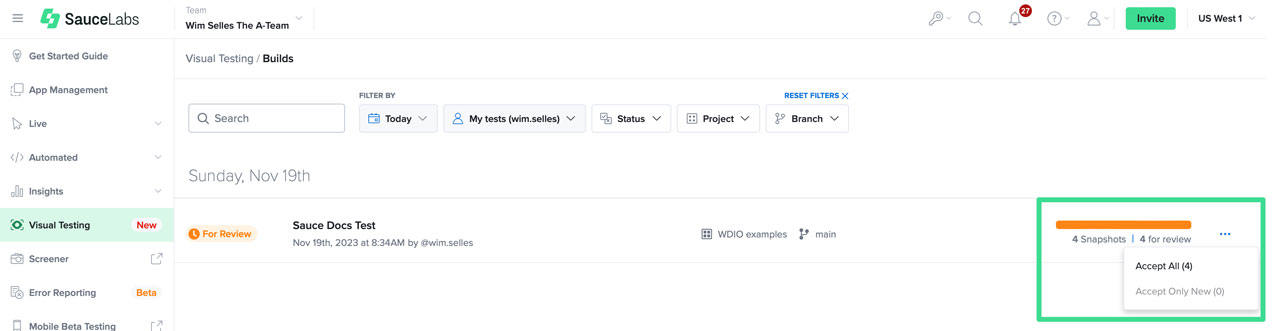 SauceLabs
Team
Wim Selles The A-Team
27
Invite
US West 1
Get Started Guide
App Management
Live
Automated
Insights
Visual Testing New
Screener
Error Reporting Beta
Mobile Beta Testing
Visual Testing / Builds
FILTER BY
RESET FILTERS
Search
Today
My tests (wim.selles)
Status
Project
Branch
Sunday, Nov 19th
For Review
Sauce Docs Test
Nov 19th, 2023 at 8:34AM by @wim.selles
WDIO examples
main
4 Snapshots | 4 for review
Accept All (4)
Accept Only New (0)